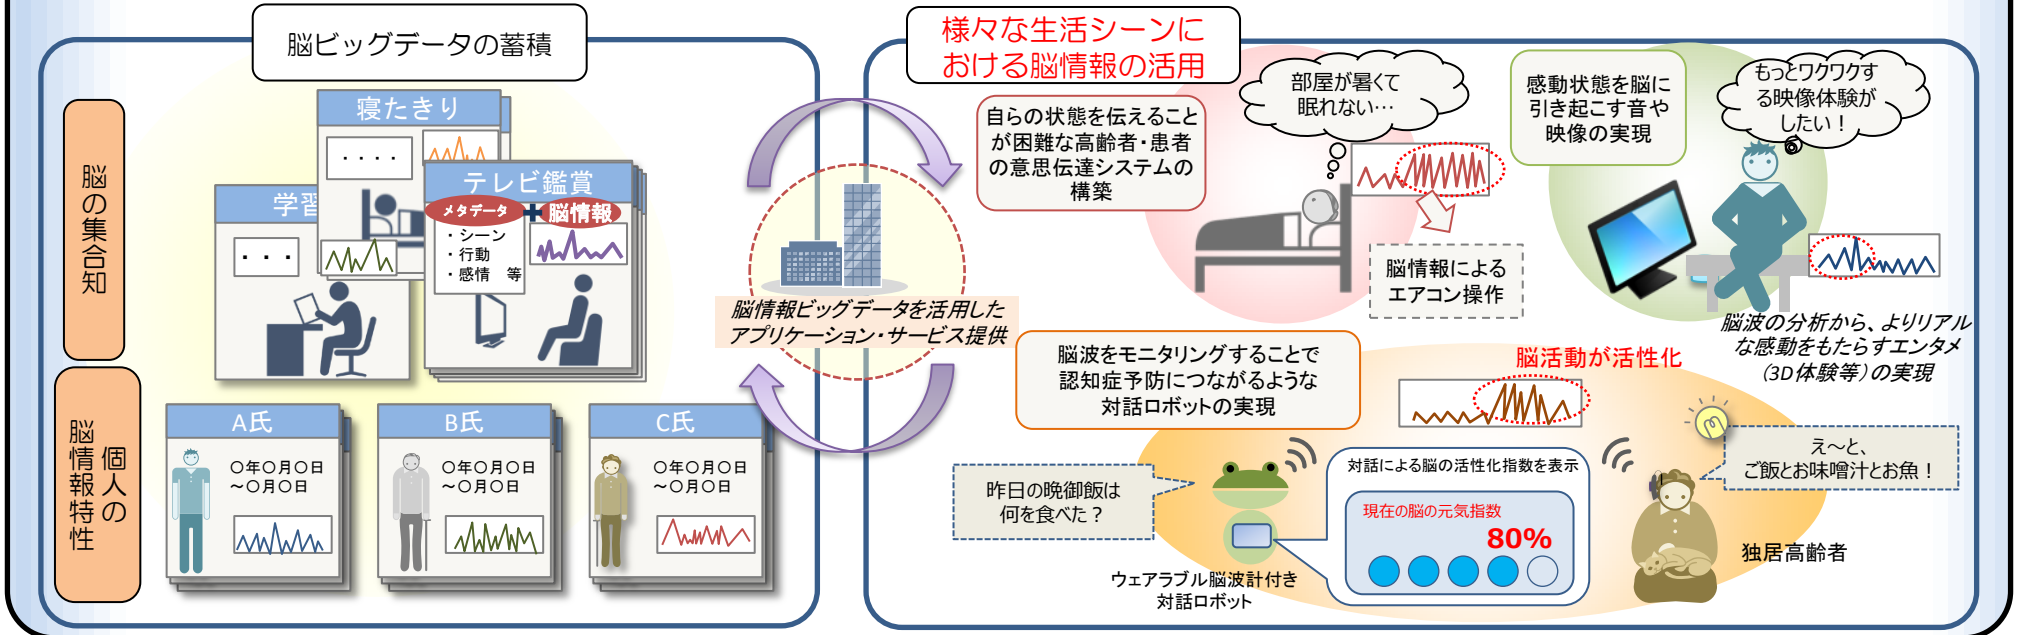 脳ビッグデータの蓄積
脳の集合知
寝たきり
・・・・
学習
・・・
テレビ鑑賞
メタデータ
+
脳情報
・シーン
・行動
・感情 等
個人の
脳情報特性
A氏
〇年〇月〇日
～〇月〇日
B氏
〇年〇月〇日
～〇月〇日
C氏
〇年〇月〇日
～〇月〇日
脳情報ビッグデータを活用した
アプリケーション・サービス提供
様々な生活シーンに
おける脳情報の活用
自らの状態を伝えること
が困難な高齢者・患者
の意思伝達システムの
構築
部屋が暑くて
眠れない…
脳情報による
エアコン操作
感動状態を脳に
引き起こす音や
映像の実現
もっとワクワクす
る映像体験が
したい！
脳波の分析から、よりリアル
な感動をもたらすエンタメ
（3D体験等）の実現
脳波をモニタリングすることで
認知症予防につながるような
対話ロボットの実現
脳活動が活性化
昨日の晩御飯は
何を食べた？
ウェアラブル脳波計付き
対話ロボット
対話による脳の活性化指数を表示
現在の脳の元気指数
80%
え～と、
ご飯とお味噌汁とお魚！
独居高齢者